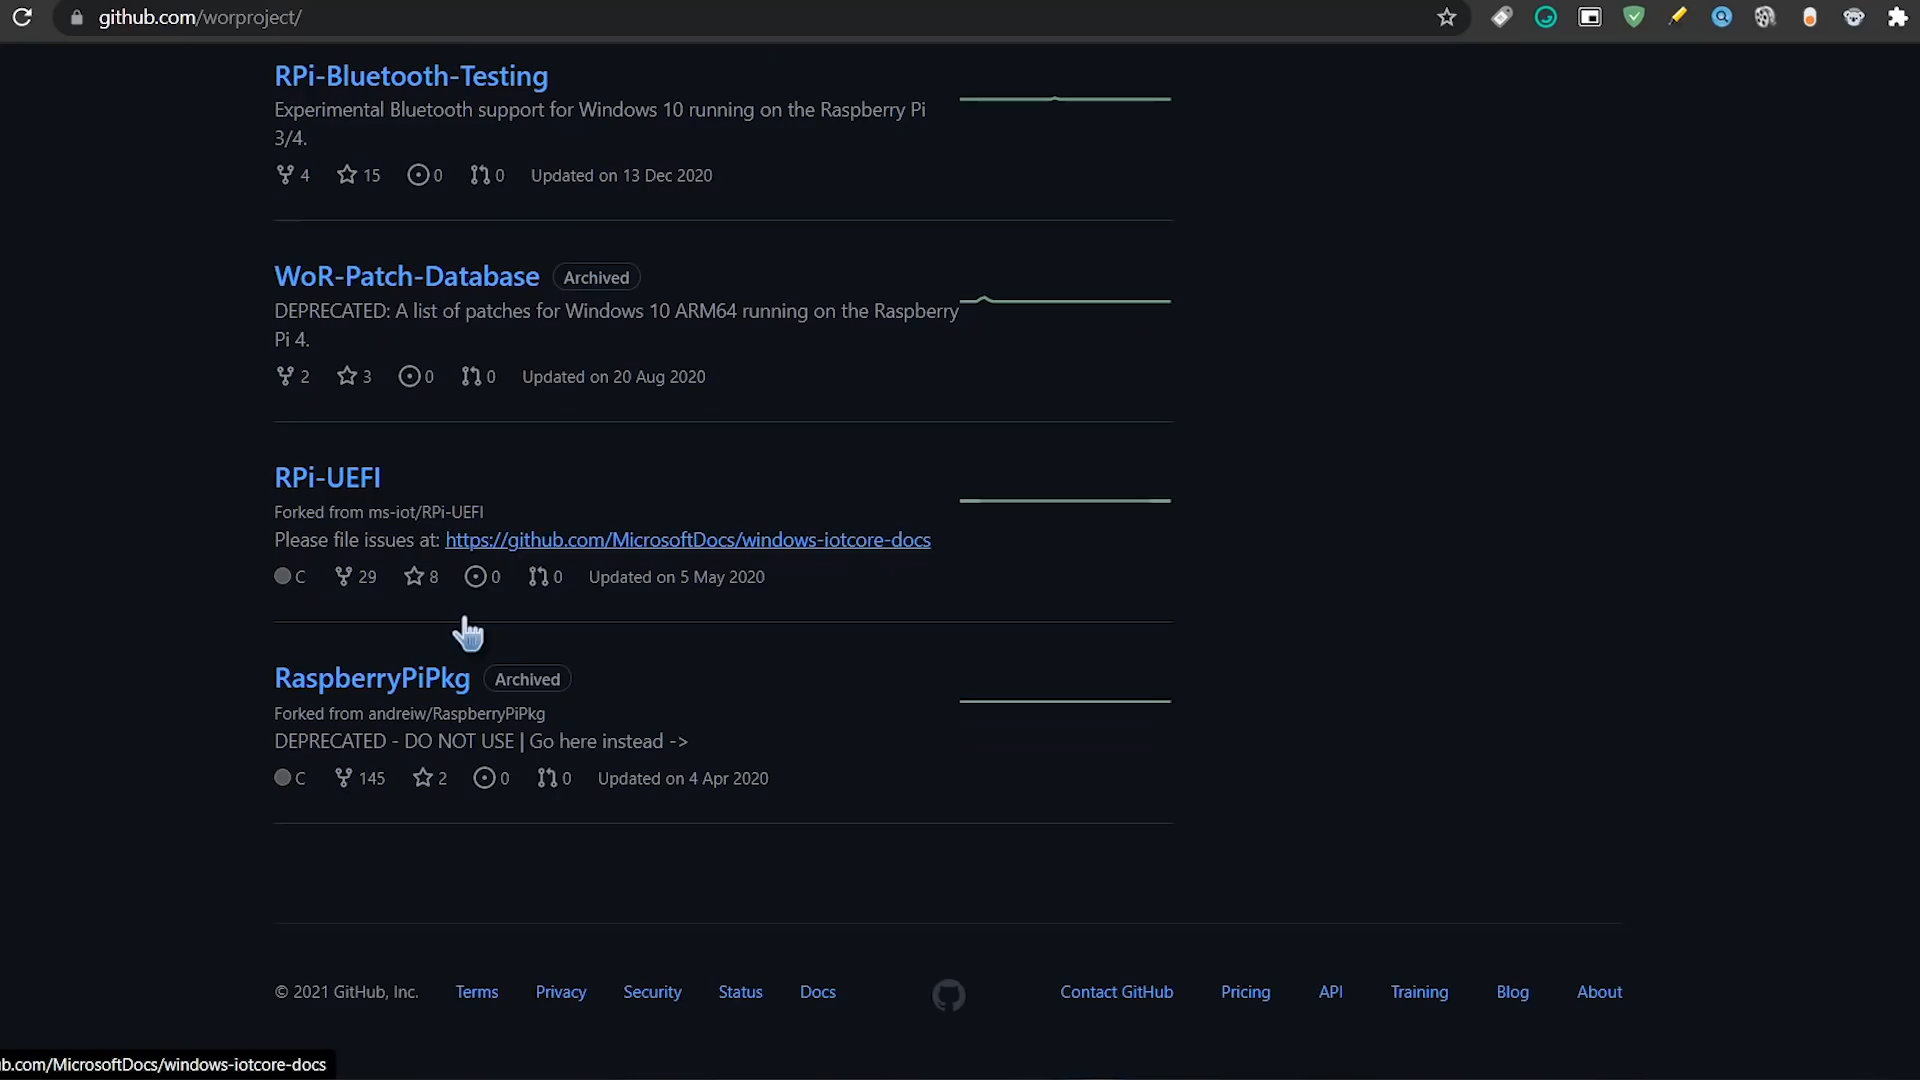 github.com/worproject/
RPi-Bluetooth-Testing
Experimental Bluetooth support for Windows 10 running on the Raspberry Pi
3/4.
4 15 0 0 Updated on 13 Dec 2020
WoR-Patch-Database Archived
DEPRECATED: A list of patches for Windows 10 ARM64 running on the Raspberry
Pi 4.
2 3 0 0 Updated on 20 Aug 2020
RPi-UEFI
Forked from ms-iot/RPi-UEFI
Please file issues at: https://github.com/MicrosoftDocs/windows-iotcore-docs
C 29 8 0 0 Updated on 5 May 2020
RaspberryPiPkg Archived
Forked from andreiw/RaspberryPiPkg
DEPRECATED - DO NOT USE | Go here instead ->
C 145 2 0 0 Updated on 4 Apr 2020
© 2021 GitHub, Inc. Terms Privacy Security Status Docs Contact GitHub Pricing API Training Blog About
b.com/MicrosoftDocs/windows-iotcore-docs